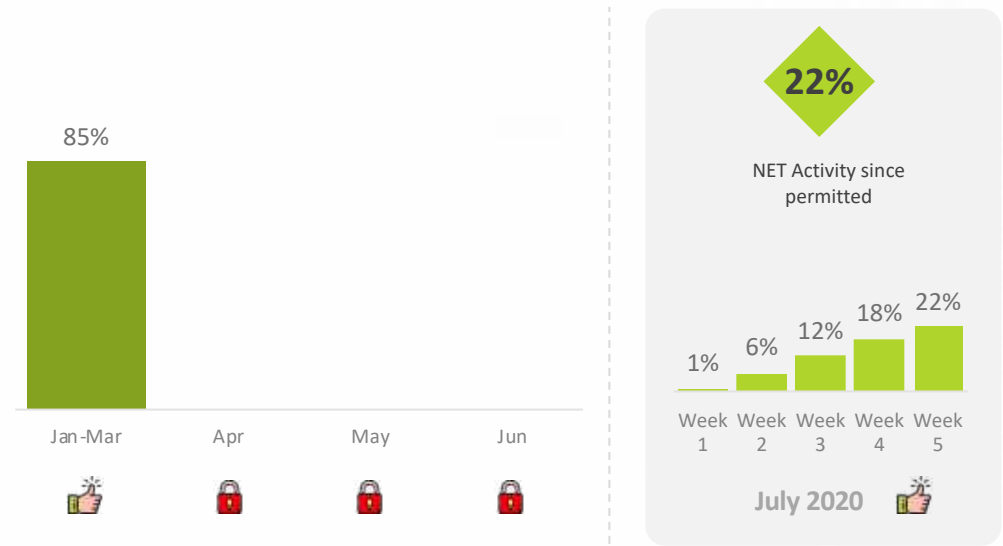 85%
Jan-Mar Apr May Jun
22%
NET Activity since
permitted
1% 6% 12% 18% 22%
Week Week Week Week Week
1 2 3 4 5
July 2020